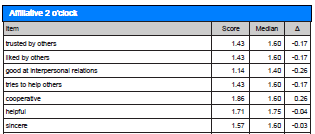 Affiliative 2 o'clock
Item Score Median Δ
trusted by others 1.43 1.60 -0.17
liked by others 1.43 1.60 -0.17
good at interpersonal relations 1.14 1.40 -0.26
tries to help others 1.43 1.60 -0.17
cooperative 1.86 1.60 0.26
helpful 1.71 1.75 -0.04
sincere 1.57 1.60 -0.03